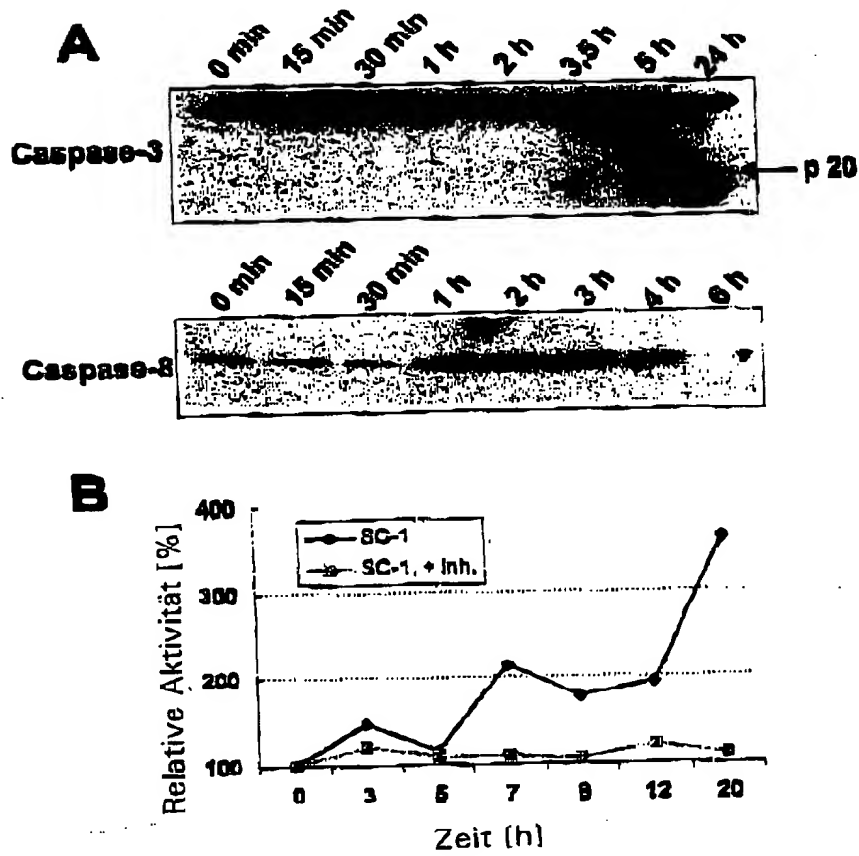 A
0 min 15 min 30 min 1 h 2 h 3,5 h 5 h 24 h
Caspase-3
p 20
0 min 15 min 30 min 1 h 2 h 3 h 4 h 6 h
Caspase-8
B
Relative Aktivität [%]
400
300
200
100
SC-1
SC-1, + Inh.
0 3 5 7 9 12 20
Zeit [h]